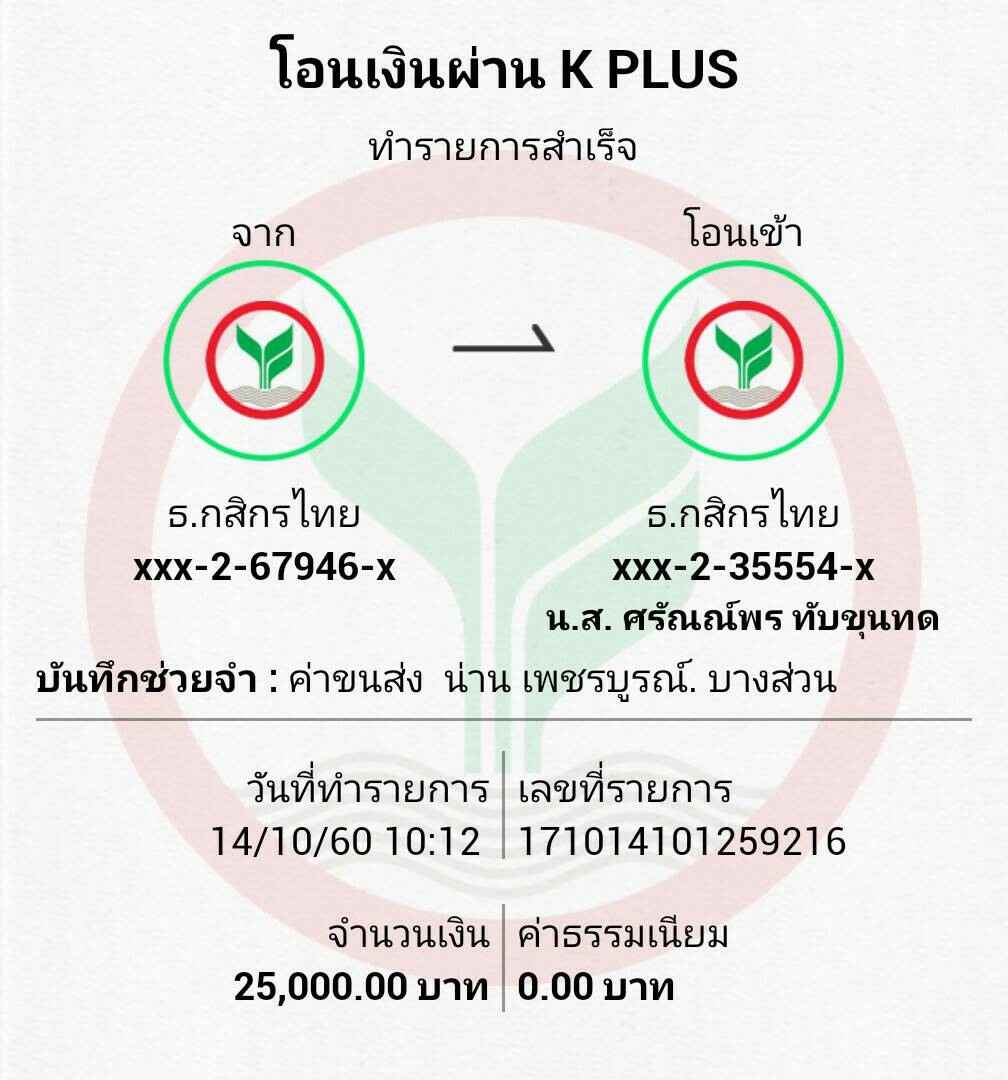 โอนเงินผ่าน K PLUS
ทำรายการสำเร็จ
จาก
โอนเข้า
ธ.กสิกรไทย
xxx-2-67946-x
ธ.กสิกรไทย
xxx-2-35554-x
น.ส. ศรัณณ์พร ทับขุนทด
บันทึกช่วยจำ : ค่าขนส่ง น่าน เพชรบูรณ์. บางส่วน
วันที่ทำรายการ
14/10/60 10:12
เลขที่รายการ
171014101259216
จำนวนเงิน
25,000.00 บาท
ค่าธรรมเนียม
0.00 บาท